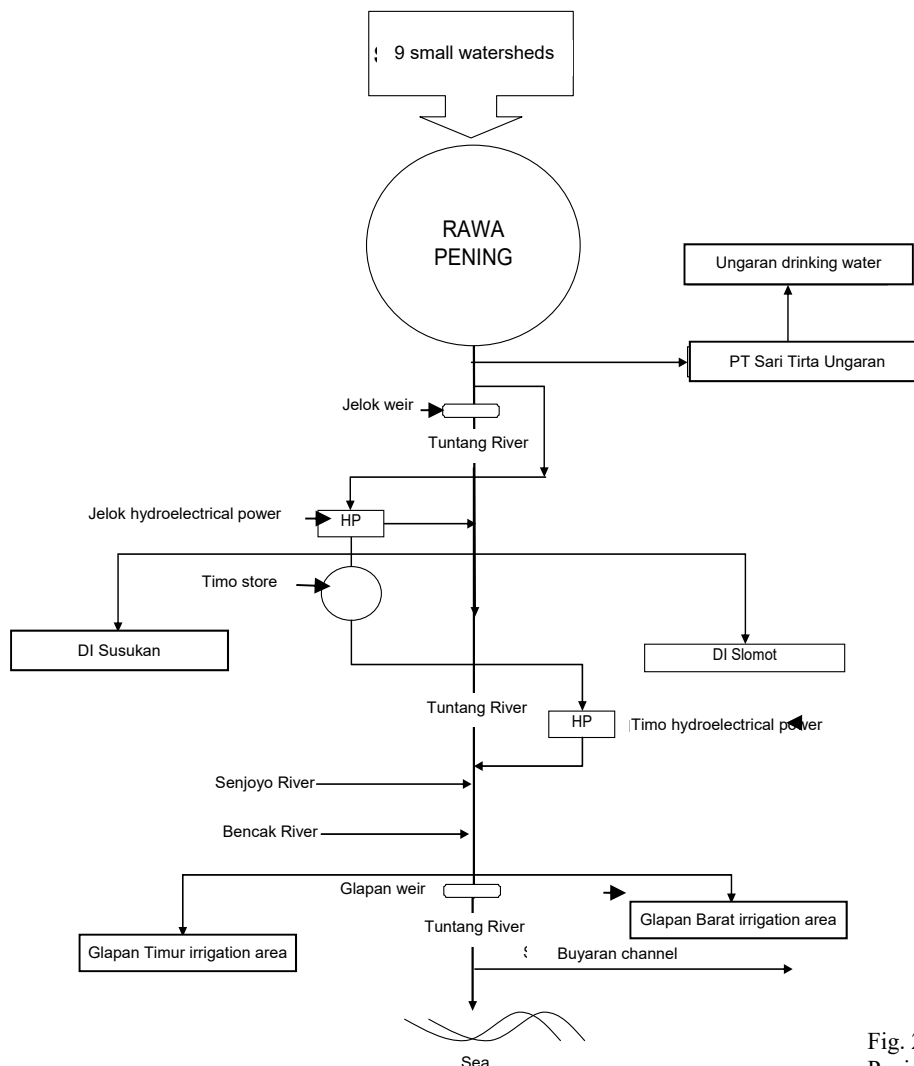 9 small watersheds
RAWA
PENING
Ungaran drinking water
PT Sari Tirta Ungaran
Jelok weir
Tuntang River
Jelok hydroelectrical power
HP
Timo store
DI Susukan
DI Slomot
Tuntang River
HP
Timo hydroelectrical power
Senjoyo River
Bencak River
Glapan weir
Glapan Barat irrigation area
Tuntang River
Glapan Timur irrigation area
Buyaran channel
Sea
Fig.